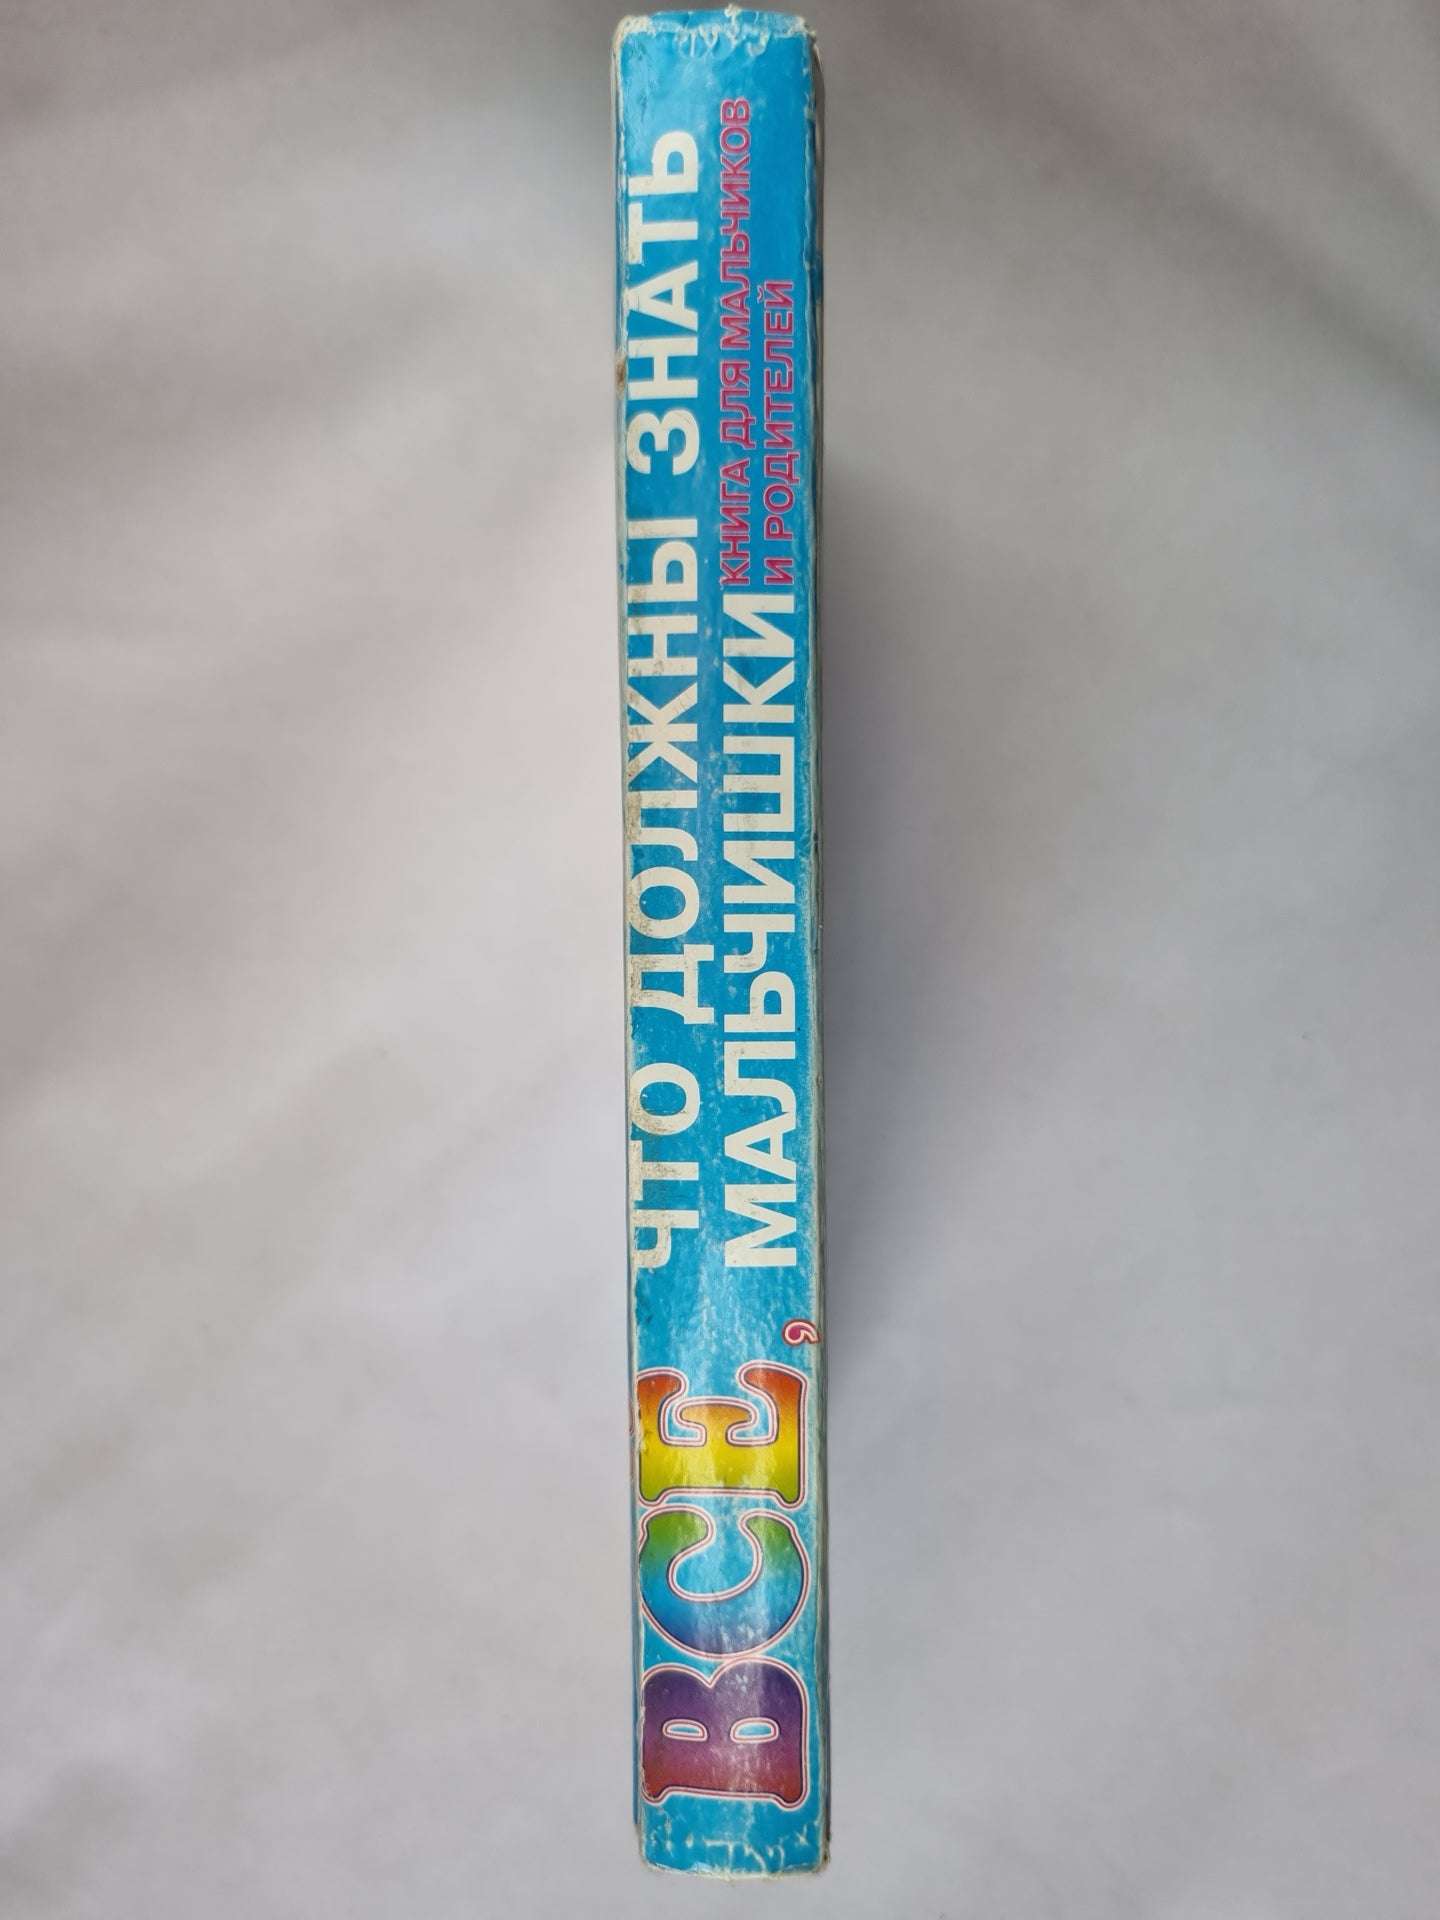 ВСЕ,
ЧТО ДОЛЖНЫ ЗНАТЬ
МАЛЬЧИШКИ
КНИГА ДЛЯ МАЛЬЧИКОВ
И РОДИТЕЛЕЙ